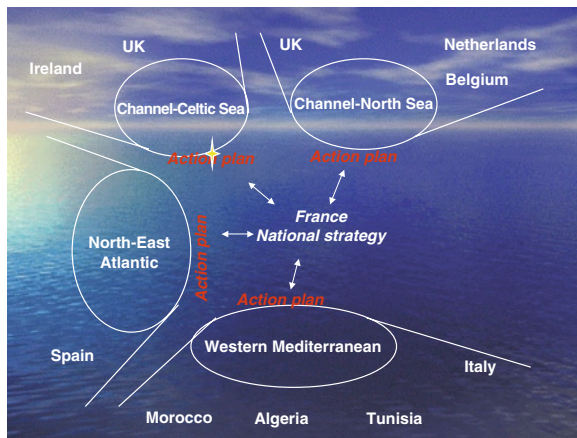 UK
UK
Netherlands
Ireland
Belgium
Channel-Celtic Sea
Channel-North Sea
Action plan
Action plan
France
National strategy
North-East
Atlantic
Action plan
Action plan
Western Mediterranean
Spain
Italy
Morocco
Algeria
Tunisia